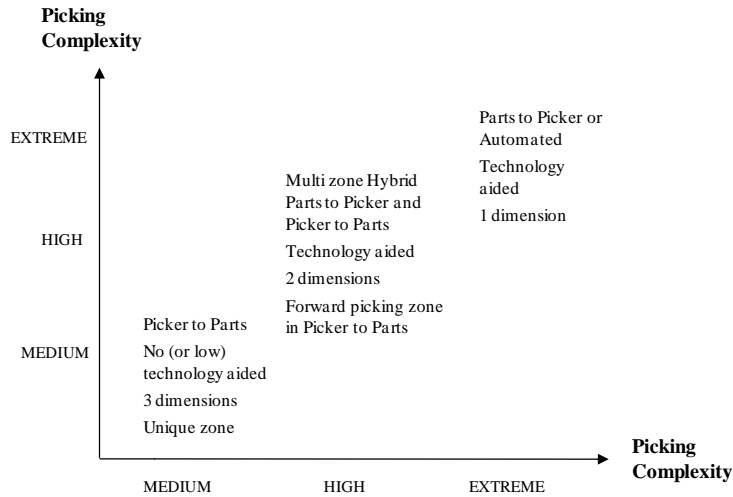 Picking
Complexity
EXTREME
HIGH
MEDIUM
Parts to Picker or
Automated
Technology
aided
1 dimension
Multi zone Hybrid
Parts to Picker and
Picker to Parts
Technology aided
2 dimensions
Forward picking zone
in Picker to Parts
Picker to Parts
No (or low)
technology aided
3 dimensions
Unique zone
Picking
Complexity
MEDIUM
HIGH
EXTREME